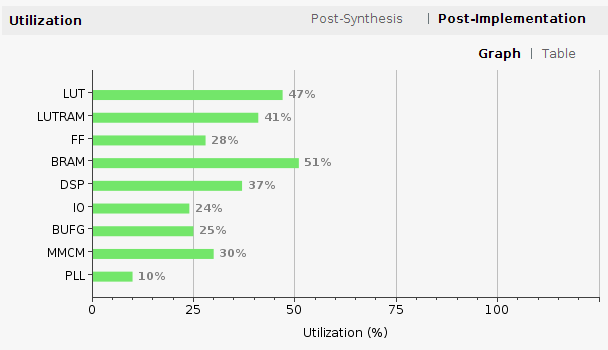 Utilization Post-Synthesis | Post-Implementation
Graph | Table
LUT 47%
LUTRAM 41%
FF 28%
BRAM 51%
DSP 37%
IO 24%
BUFG 25%
MMCM 30%
PLL 10%
0 25 50 75 100
Utilization (%)